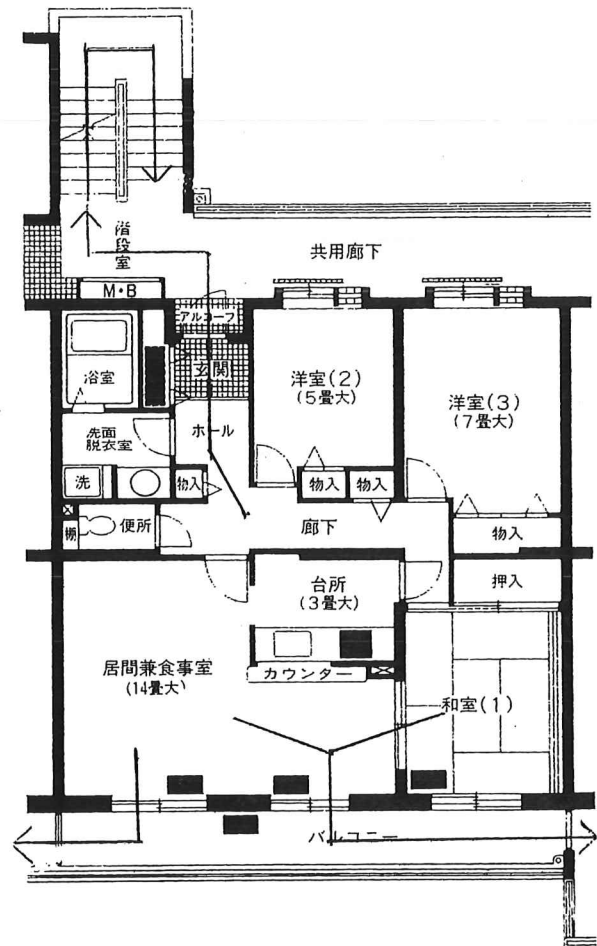 階
段
室
共用廊下
M・B
アルコーブ
浴室
玄関
洋室(2)
(5畳大)
洋室(3)
(7畳大)
ホール
洗面
脱衣室
洗
物入
物入
物入
物入
棚
便所
廊下
台所
(3畳大)
押入
居間兼食事室
(14畳大)
カウンター
和室(1)
バルコニー